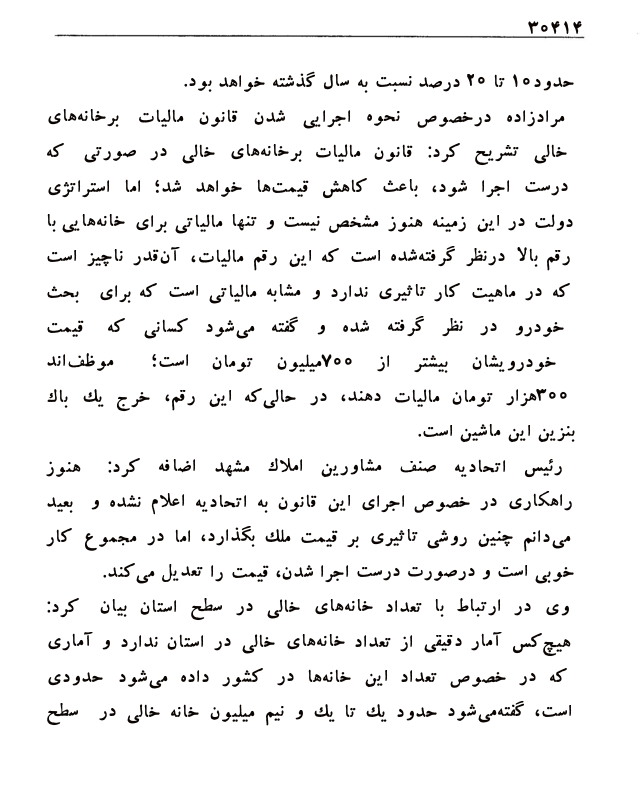 ۳۰۴۱۴
حدود۱۰ تا ۲۰ درصد نسبت به سال گذشته خواهد بود.
مرادزاده درخصوص نحوه اجرایی شدن قانون مالیات برخانه‌های
خالی تشریح کرد: قانون مالیات برخانه‌های خالی در صورتی که
درست اجرا شود، باعث کاهش قیمت‌ها خواهد شد؛ اما استراتژی
دولت در این زمینه هنوز مشخص نیست و تنها مالیاتی برای خانه‌هایی با
رقم بالا درنظر گرفته‌شده است که این رقم مالیات، آن‌قدر ناچیز است
که در ماهیت کار تاثیری ندارد و مشابه مالیاتی است که برای بحث
خودرو در نظر گرفته شده و گفته می‌شود کسانی که قیمت
خودرویشان بیشتر از ۷۰۰میلیون تومان است؛ موظف‌اند
۳۰۰هزار تومان مالیات دهند، در حالی‌که این رقم، خرج یك باك
بنزین این ماشین است.
رئیس اتحادیه صنف مشاورین املاك مشهد اضافه کرد: هنوز
راهکاری در خصوص اجرای این قانون به اتحادیه اعلام نشده و بعید
می‌دانم چنین روشی تاثیری بر قیمت ملك بگذارد، اما در مجموع کار
خوبی است و درصورت درست اجرا شدن، قیمت را تعدیل می‌کند.
وی در ارتباط با تعداد خانه‌های خالی در سطح استان بیان کرد:
هیچ‌کس آمار دقیقی از تعداد خانه‌های خالی در استان ندارد و آماری
که در خصوص تعداد این خانه‌ها در کشور داده می‌شود حدودی
است، گفته‌می‌شود حدود یك تا یك و نیم میلیون خانه خالی در سطح